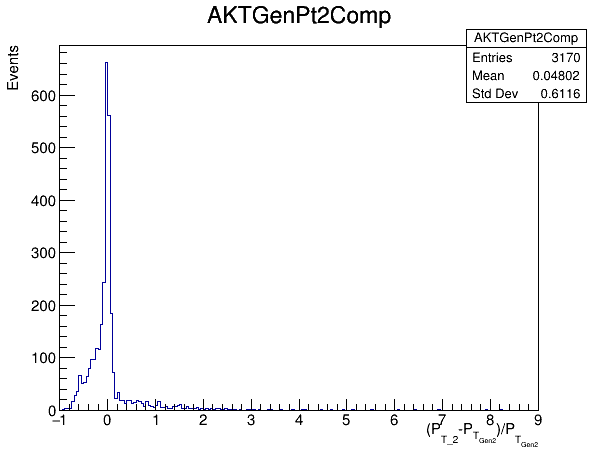 AKTGenPt2Comp
AKTGenPt2Comp
Entries 3170
Mean 0.04802
Std Dev 0.6116
Events
600
500
400
300
200
100
0
−1 0 1 2 3 4 5 6 7 8 9
(P_T_2-P_T_Gen2)/P_T_Gen2